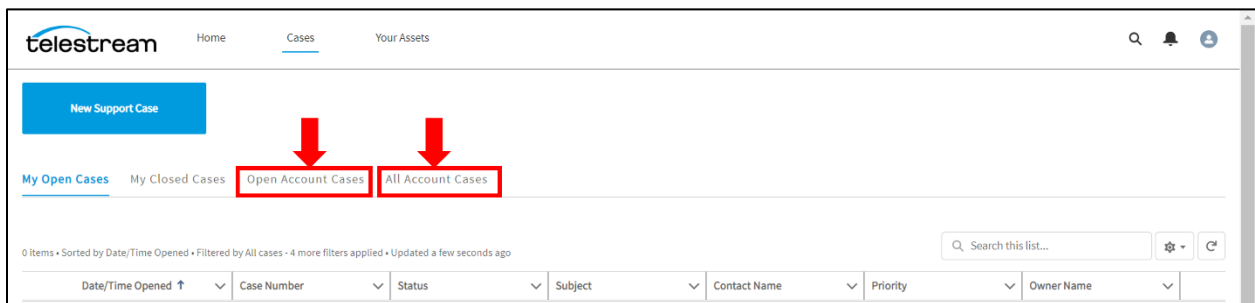 telestream Home Cases Your Assets
New Support Case
My Open Cases My Closed Cases Open Account Cases All Account Cases
0 items • Sorted by Date/Time Opened • Filtered by All cases - 4 more filters applied • Updated a few seconds ago Search this list...
Date/Time Opened ↑ Case Number Status Subject Contact Name Priority Owner Name